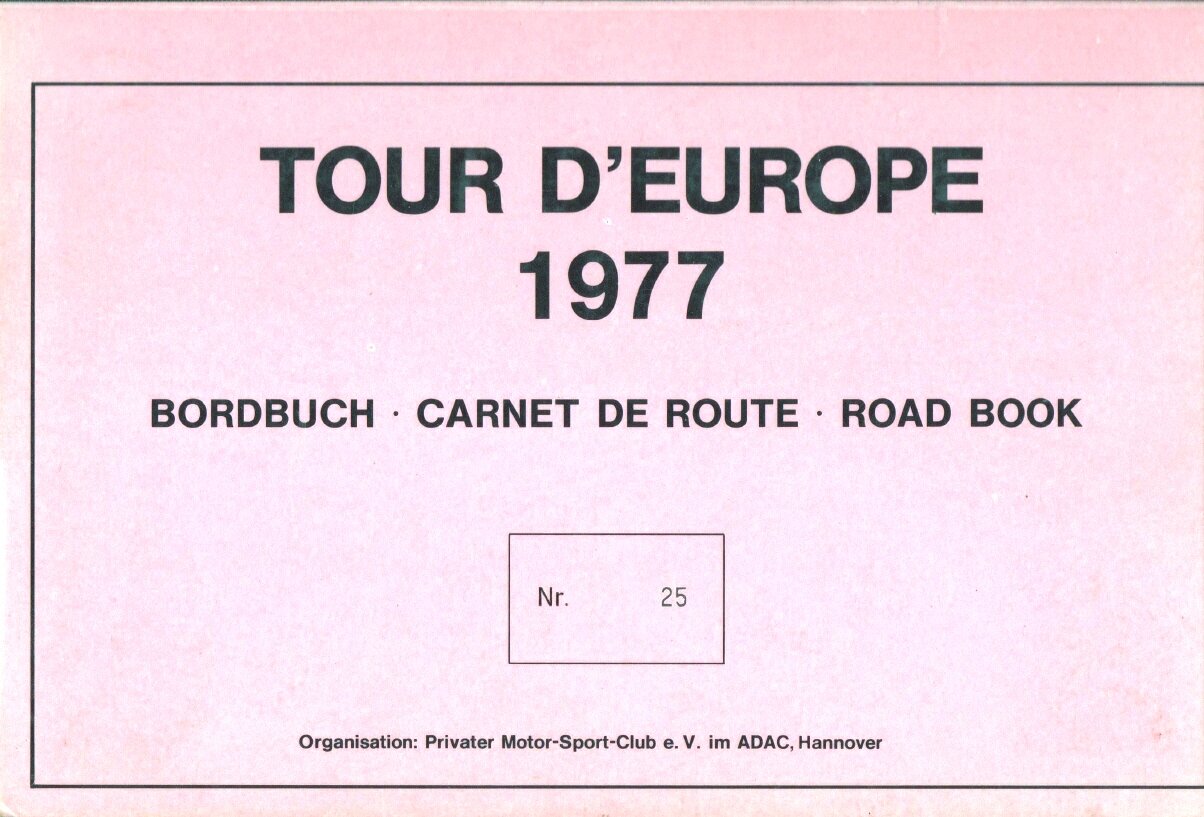 TOUR D'EUROPE
1977
BORDBUCH · CARNET DE ROUTE · ROAD BOOK
Nr. 25
Organisation: Privater Motor-Sport-Club e. V. im ADAC, Hannover